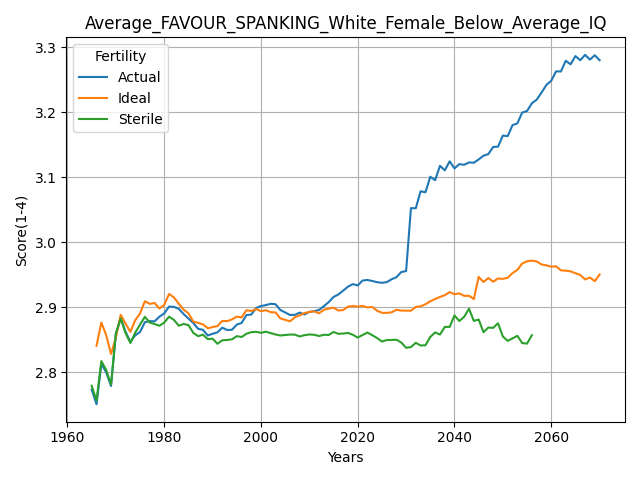 Average_FAVOUR_SPANKING_White_Female_Below_Average_IQ
Fertility
Actual
Ideal
Sterile
Score(1-4)
3.3
3.2
3.1
3.0
2.9
2.8
1960 1980 2000 2020 2040 2060
Years